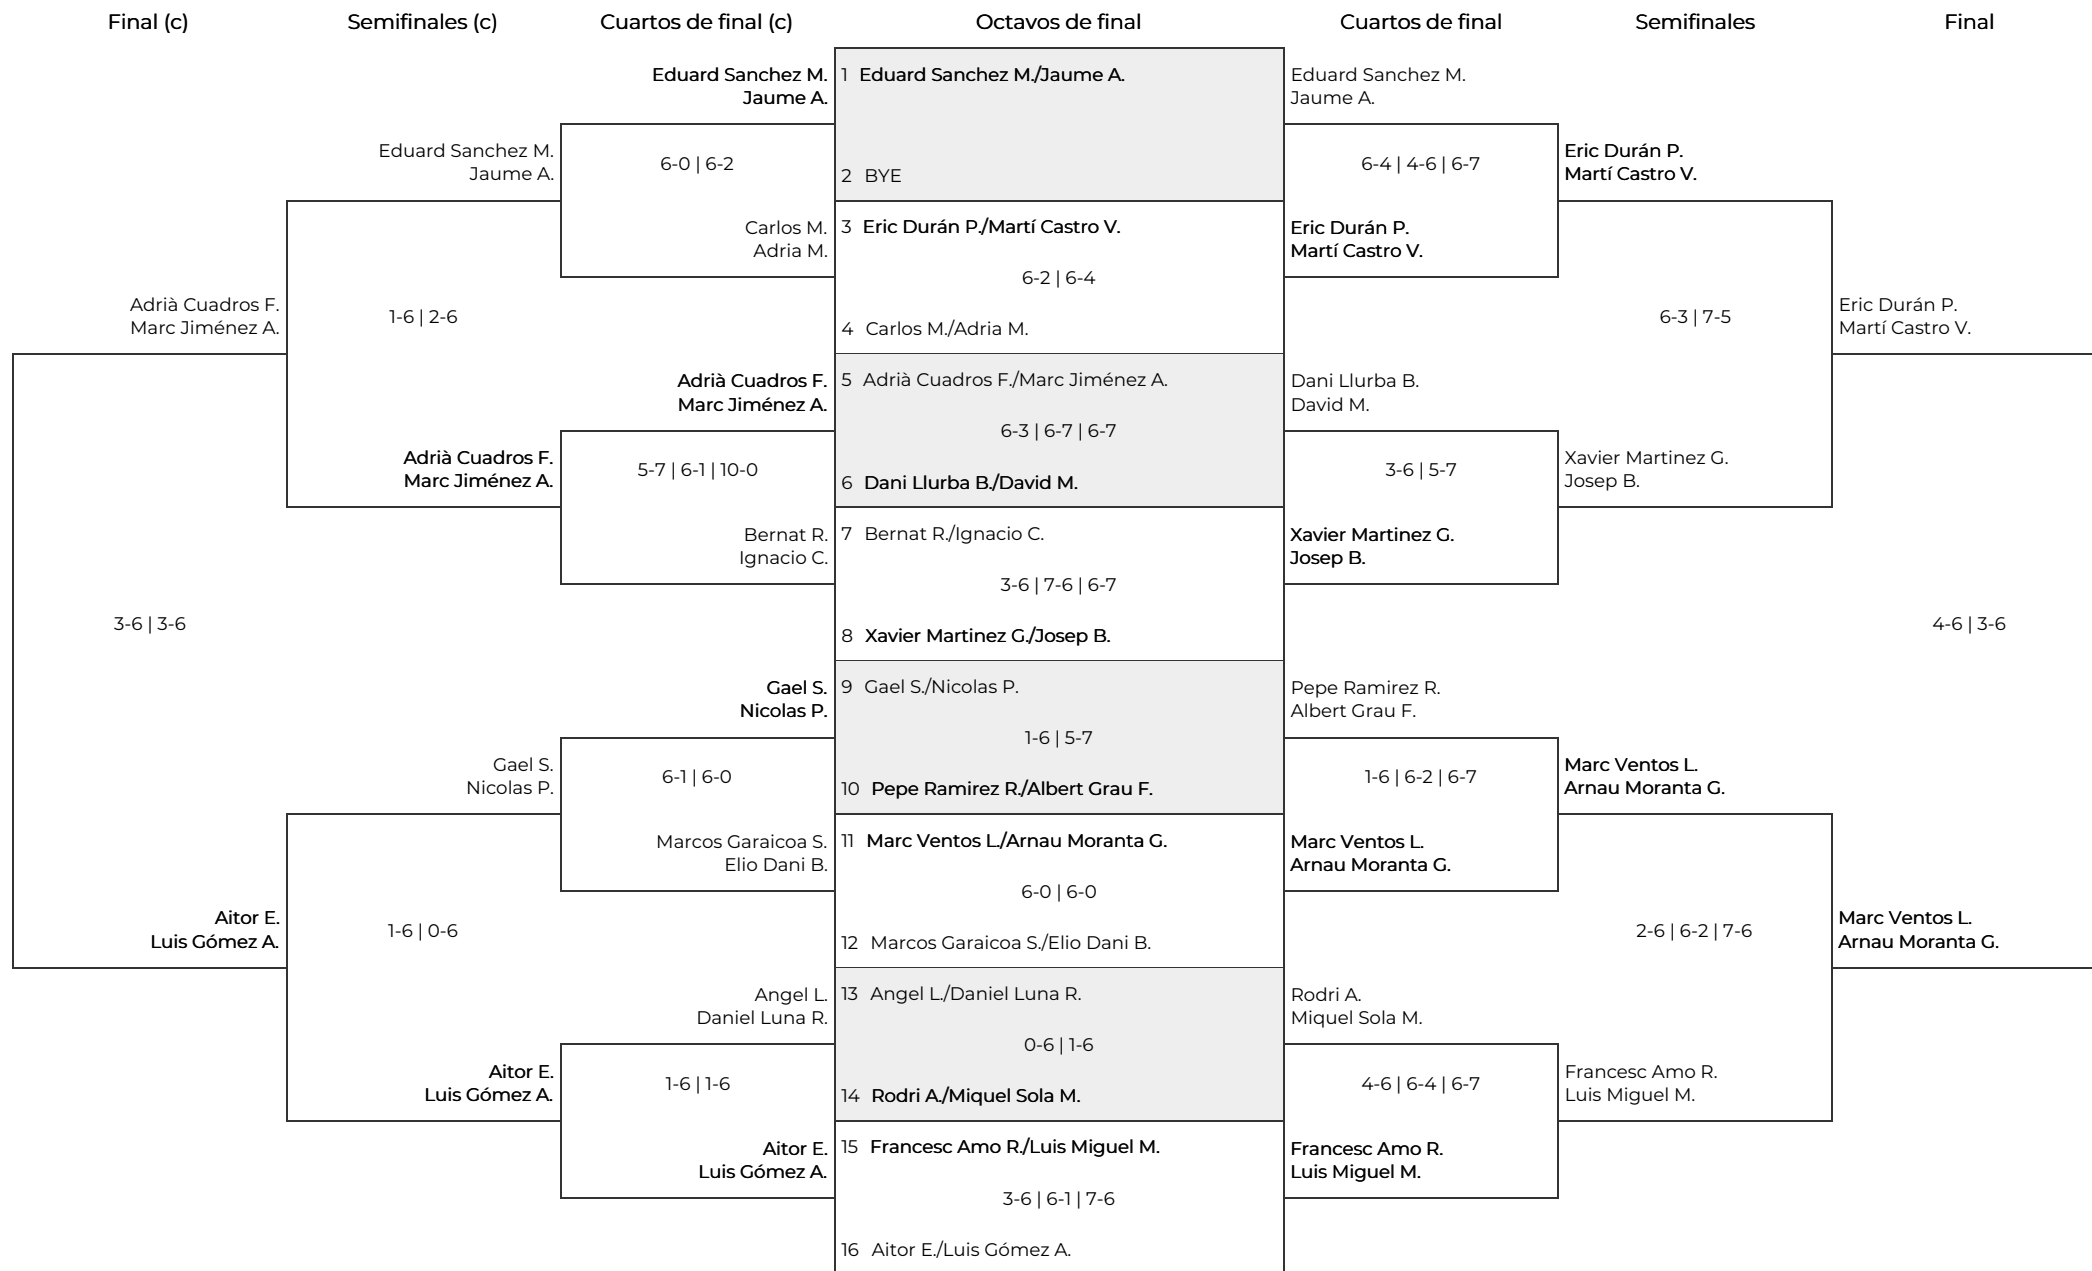 Final (c)
Semifinales (c)
Cuartos de final (c)
Octavos de final
Cuartos de final
Semifinales
Final
Adrià Cuadros F.
Marc Jiménez A.
3-6 | 3-6
Aitor E.
Luis Gómez A.
Eduard Sanchez M.
Jaume A.
1-6 | 2-6
Adrià Cuadros F.
Marc Jiménez A.
Gael S.
Nicolas P.
1-6 | 0-6
Aitor E.
Luis Gómez A.
Eduard Sanchez M.
Jaume A.
6-0 | 6-2
Carlos M.
Adria M.
Adrià Cuadros F.
Marc Jiménez A.
5-7 | 6-1 | 10-0
Bernat R.
Ignacio C.
Gael S.
Nicolas P.
6-1 | 6-0
Marcos Garaicoa S.
Elio Dani B.
Angel L.
Daniel Luna R.
1-6 | 1-6
Aitor E.
Luis Gómez A.
1 Eduard Sanchez M./Jaume A.
2 BYE
3 Eric Durán P./Martí Castro V.
6-2 | 6-4
4 Carlos M./Adria M.
5 Adrià Cuadros F./Marc Jiménez A.
6-3 | 6-7 | 6-7
6 Dani Llurba B./David M.
7 Bernat R./Ignacio C.
3-6 | 7-6 | 6-7
8 Xavier Martinez G./Josep B.
9 Gael S./Nicolas P.
1-6 | 5-7
10 Pepe Ramirez R./Albert Grau F.
11 Marc Ventos L./Arnau Moranta G.
6-0 | 6-0
12 Marcos Garaicoa S./Elio Dani B.
13 Angel L./Daniel Luna R.
0-6 | 1-6
14 Rodri A./Miquel Sola M.
15 Francesc Amo R./Luis Miguel M.
3-6 | 6-1 | 7-6
16 Aitor E./Luis Gómez A.
Eduard Sanchez M.
Jaume A.
6-4 | 4-6 | 6-7
Eric Durán P.
Martí Castro V.
Dani Llurba B.
David M.
3-6 | 5-7
Xavier Martinez G.
Josep B.
Pepe Ramirez R.
Albert Grau F.
1-6 | 6-2 | 6-7
Marc Ventos L.
Arnau Moranta G.
Rodri A.
Miquel Sola M.
4-6 | 6-4 | 6-7
Francesc Amo R.
Luis Miguel M.
Eric Durán P.
Martí Castro V.
6-3 | 7-5
Xavier Martinez G.
Josep B.
Marc Ventos L.
Arnau Moranta G.
2-6 | 6-2 | 7-6
Francesc Amo R.
Luis Miguel M.
Eric Durán P.
Martí Castro V.
4-6 | 3-6
Marc Ventos L.
Arnau Moranta G.